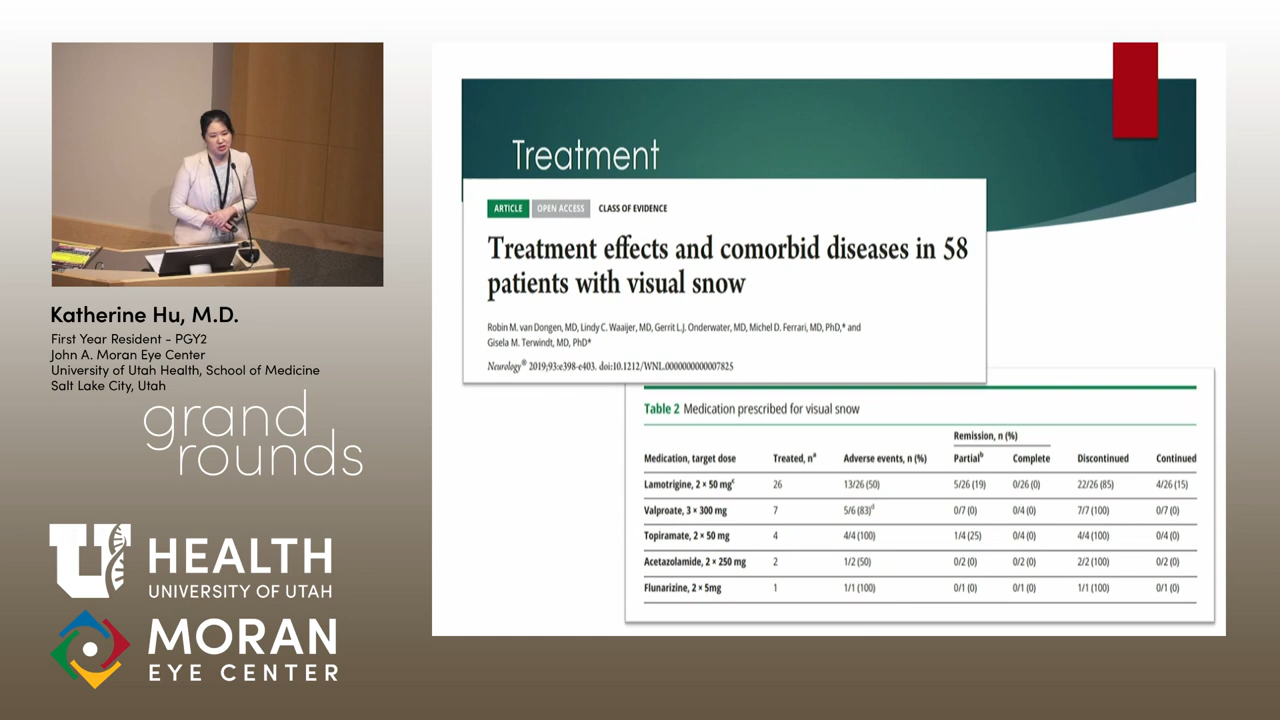 Katherine Hu, M.D.
First Year Resident - PGY2
John A. Moran Eye Center
University of Utah Health, School of Medicine
Salt Lake City, Utah
grand
rounds
U HEALTH
UNIVERSITY OF UTAH
MORAN
EYE CENTER
Treatment
ARTICLE OPEN ACCESS CLASS OF EVIDENCE
Treatment effects and comorbid diseases in 58
patients with visual snow
Robin M. van Dongen, MD, Lindy C. Waaijer, MD, Gerrit L.J. Onderwater, MD, Michel D. Ferrari, MD, PhD,* and
Gisela M. Terwindt, MD, PhD*
Neurology® 2019;93:e398-e403. doi:10.1212/WNL.0000000000007825
Table 2 Medication prescribed for visual snow
Remission, n (%)
Medication, target dose Treated, nᵃ Adverse events, n (%) Partialᵇ Complete Discontinued Continued
Lamotrigine, 2 × 50 mgᶜ 26 13/26 (50) 5/26 (19) 0/26 (0) 22/26 (85) 4/26 (15)
Valproate, 3 × 300 mg 7 5/6 (83)ᵈ 0/7 (0) 0/4 (0) 7/7 (100) 0/7 (0)
Topiramate, 2 × 50 mg 4 4/4 (100) 1/4 (25) 0/4 (0) 4/4 (100) 0/4 (0)
Acetazolamide, 2 × 250 mg 2 1/2 (50) 0/2 (0) 0/2 (0) 2/2 (100) 0/2 (0)
Flunarizine, 2 × 5mg 1 1/1 (100) 0/1 (0) 0/1 (0) 1/1 (100) 0/1 (0)